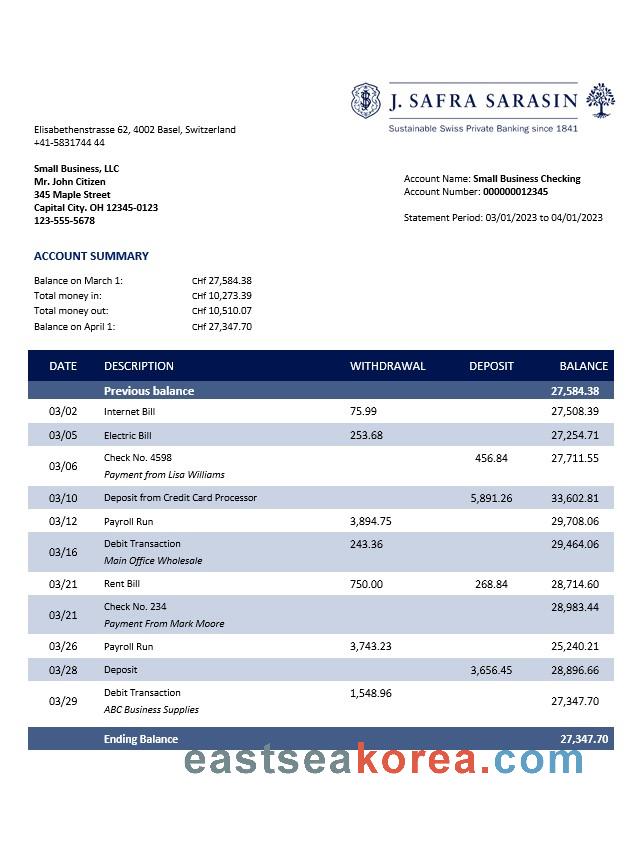 J. SAFRA SARASIN
Sustainable Swiss Private Banking since 1841
Elisabethenstrasse 62, 4002 Basel, Switzerland
+41-5831744 44
Small Business, LLC
Mr. John Citizen
345 Maple Street
Capital City. OH 12345-0123
123-555-5678
Account Name: Small Business Checking
Account Number: 000000012345
Statement Period: 03/01/2023 to 04/01/2023
ACCOUNT SUMMARY
Balance on March 1: CHf 27,584.38
Total money in: CHf 10,273.39
Total money out: CHf 10,510.07
Balance on April 1: CHf 27,347.70
DATE DESCRIPTION WITHDRAWAL DEPOSIT BALANCE
Previous balance 27,584.38
03/02 Internet Bill 75.99 27,508.39
03/05 Electric Bill 253.68 27,254.71
03/06 Check No. 4598 456.84 27,711.55
Payment from Lisa Williams
03/10 Deposit from Credit Card Processor 5,891.26 33,602.81
03/12 Payroll Run 3,894.75 29,708.06
03/16 Debit Transaction 243.36 29,464.06
Main Office Wholesale
03/21 Rent Bill 750.00 268.84 28,714.60
03/21 Check No. 234 28,983.44
Payment From Mark Moore
03/26 Payroll Run 3,743.23 25,240.21
03/28 Deposit 3,656.45 28,896.66
03/29 Debit Transaction 1,548.96 27,347.70
ABC Business Supplies
Ending Balance 27,347.70
eastseakorea.com